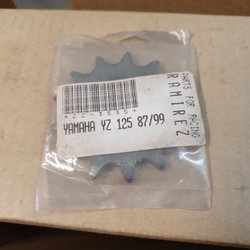 YAMAHA YZ 125 87/99
PARTS FOR RACING
RAMIREZ